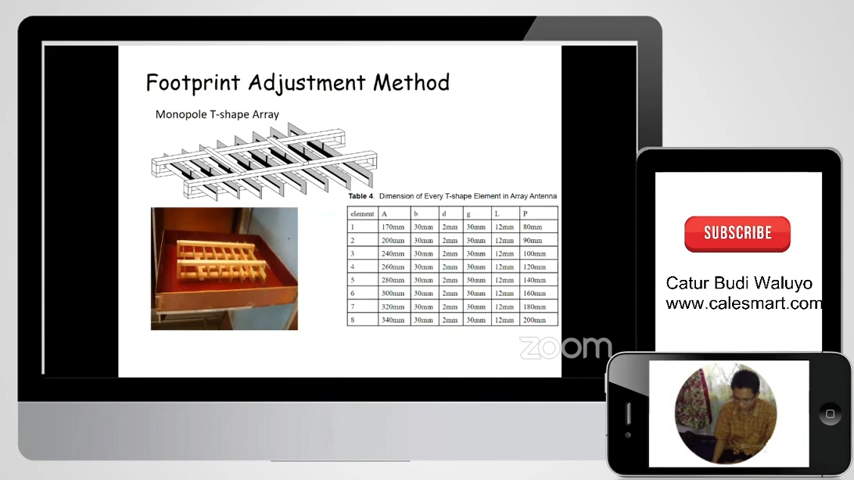 Footprint Adjustment Method
Monopole T-shape Array
Table 4. Dimension of Every T-shape Element in Array Antenna
element A b d g L P
1 170mm 30mm 2mm 30mm 12mm 80mm
2 200mm 30mm 2mm 30mm 12mm 90mm
3 240mm 30mm 2mm 30mm 12mm 100mm
4 260mm 30mm 2mm 30mm 12mm 120mm
5 280mm 30mm 2mm 30mm 12mm 140mm
6 300mm 30mm 2mm 30mm 12mm 160mm
7 320mm 30mm 2mm 30mm 12mm 180mm
8 340mm 30mm 2mm 30mm 12mm 200mm
zoom
SUBSCRIBE
Catur Budi Waluyo
www.calesmart.com